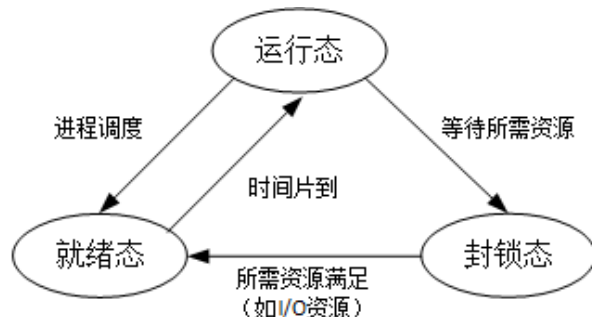 运行态
进程调度
等待所需资源
时间片到
就绪态
封锁态
所需资源满足
（如I/O资源）